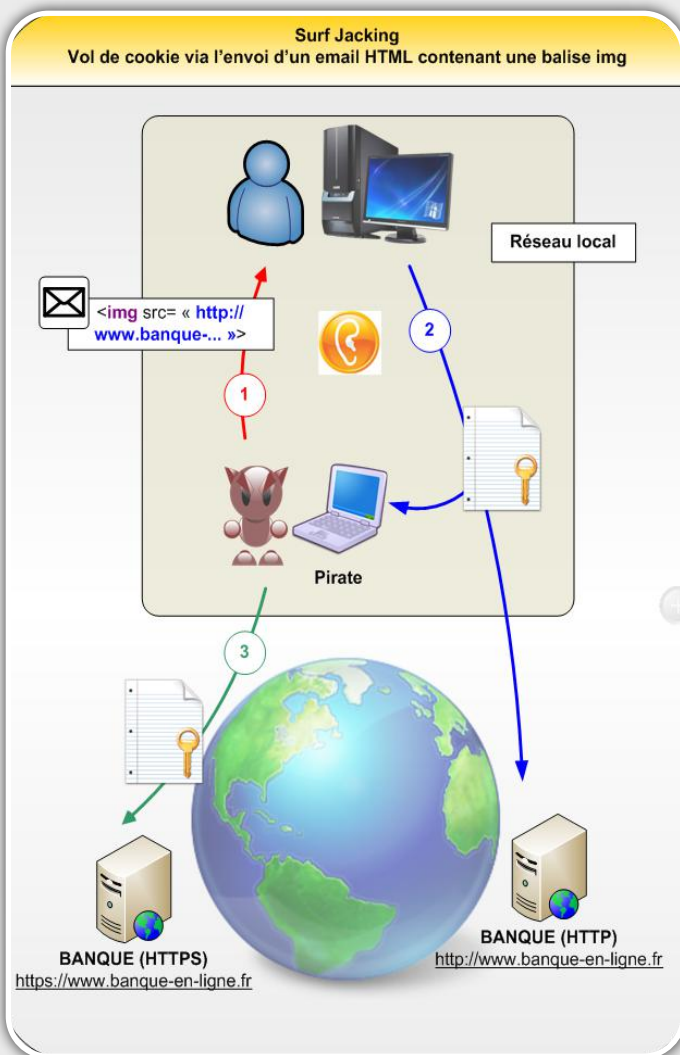 Surf Jacking
Vol de cookie via l'envoi d'un email HTML contenant une balise img
Réseau local
<img src= « http://
www.banque-... »>
2
1
Pirate
3
BANQUE (HTTPS)
https://www.banque-en-ligne.fr
BANQUE (HTTP)
http://www.banque-en-ligne.fr